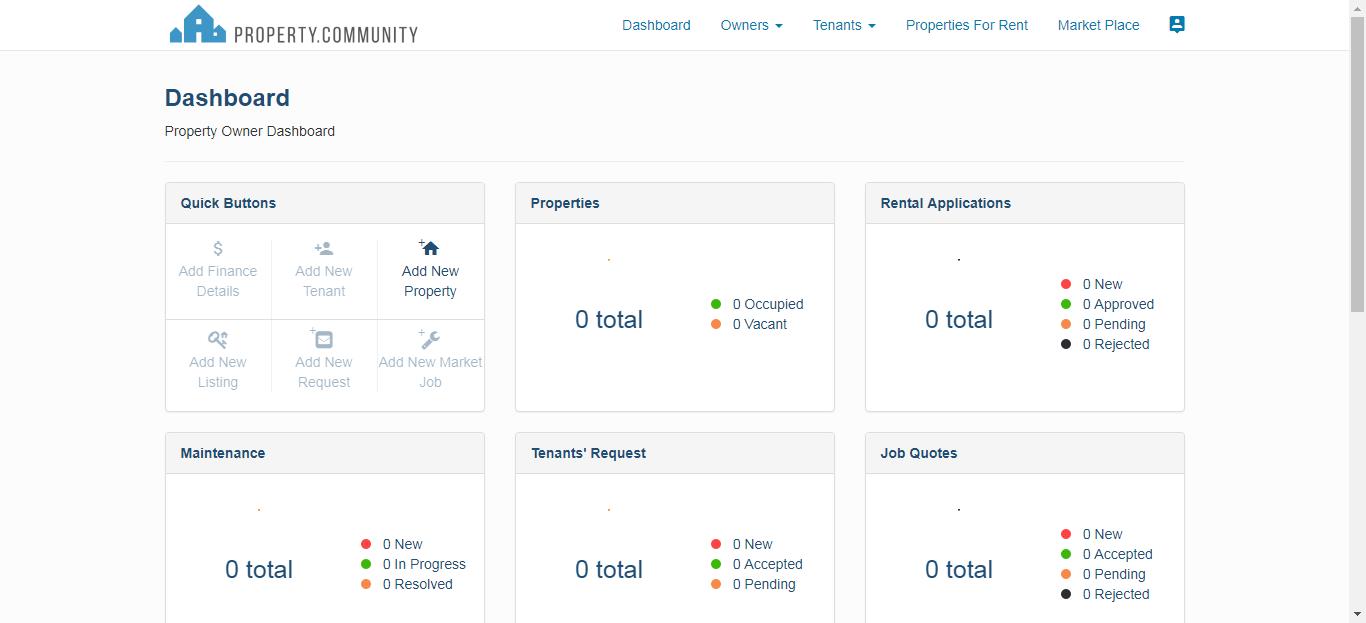 PROPERTY.COMMUNITY
Dashboard
Owners
Tenants
Properties For Rent
Market Place
Dashboard
Property Owner Dashboard
Quick Buttons
$
Add Finance
Details
+
Add New
Tenant
+
Add New
Property
Add New
Listing
+
Add New
Request
+
Add New Market
Job
Properties
0 total
0 Occupied
0 Vacant
Rental Applications
0 total
0 New
0 Approved
0 Pending
0 Rejected
Maintenance
0 total
0 New
0 In Progress
0 Resolved
Tenants' Request
0 total
0 New
0 Accepted
0 Pending
Job Quotes
0 total
0 New
0 Accepted
0 Pending
0 Rejected